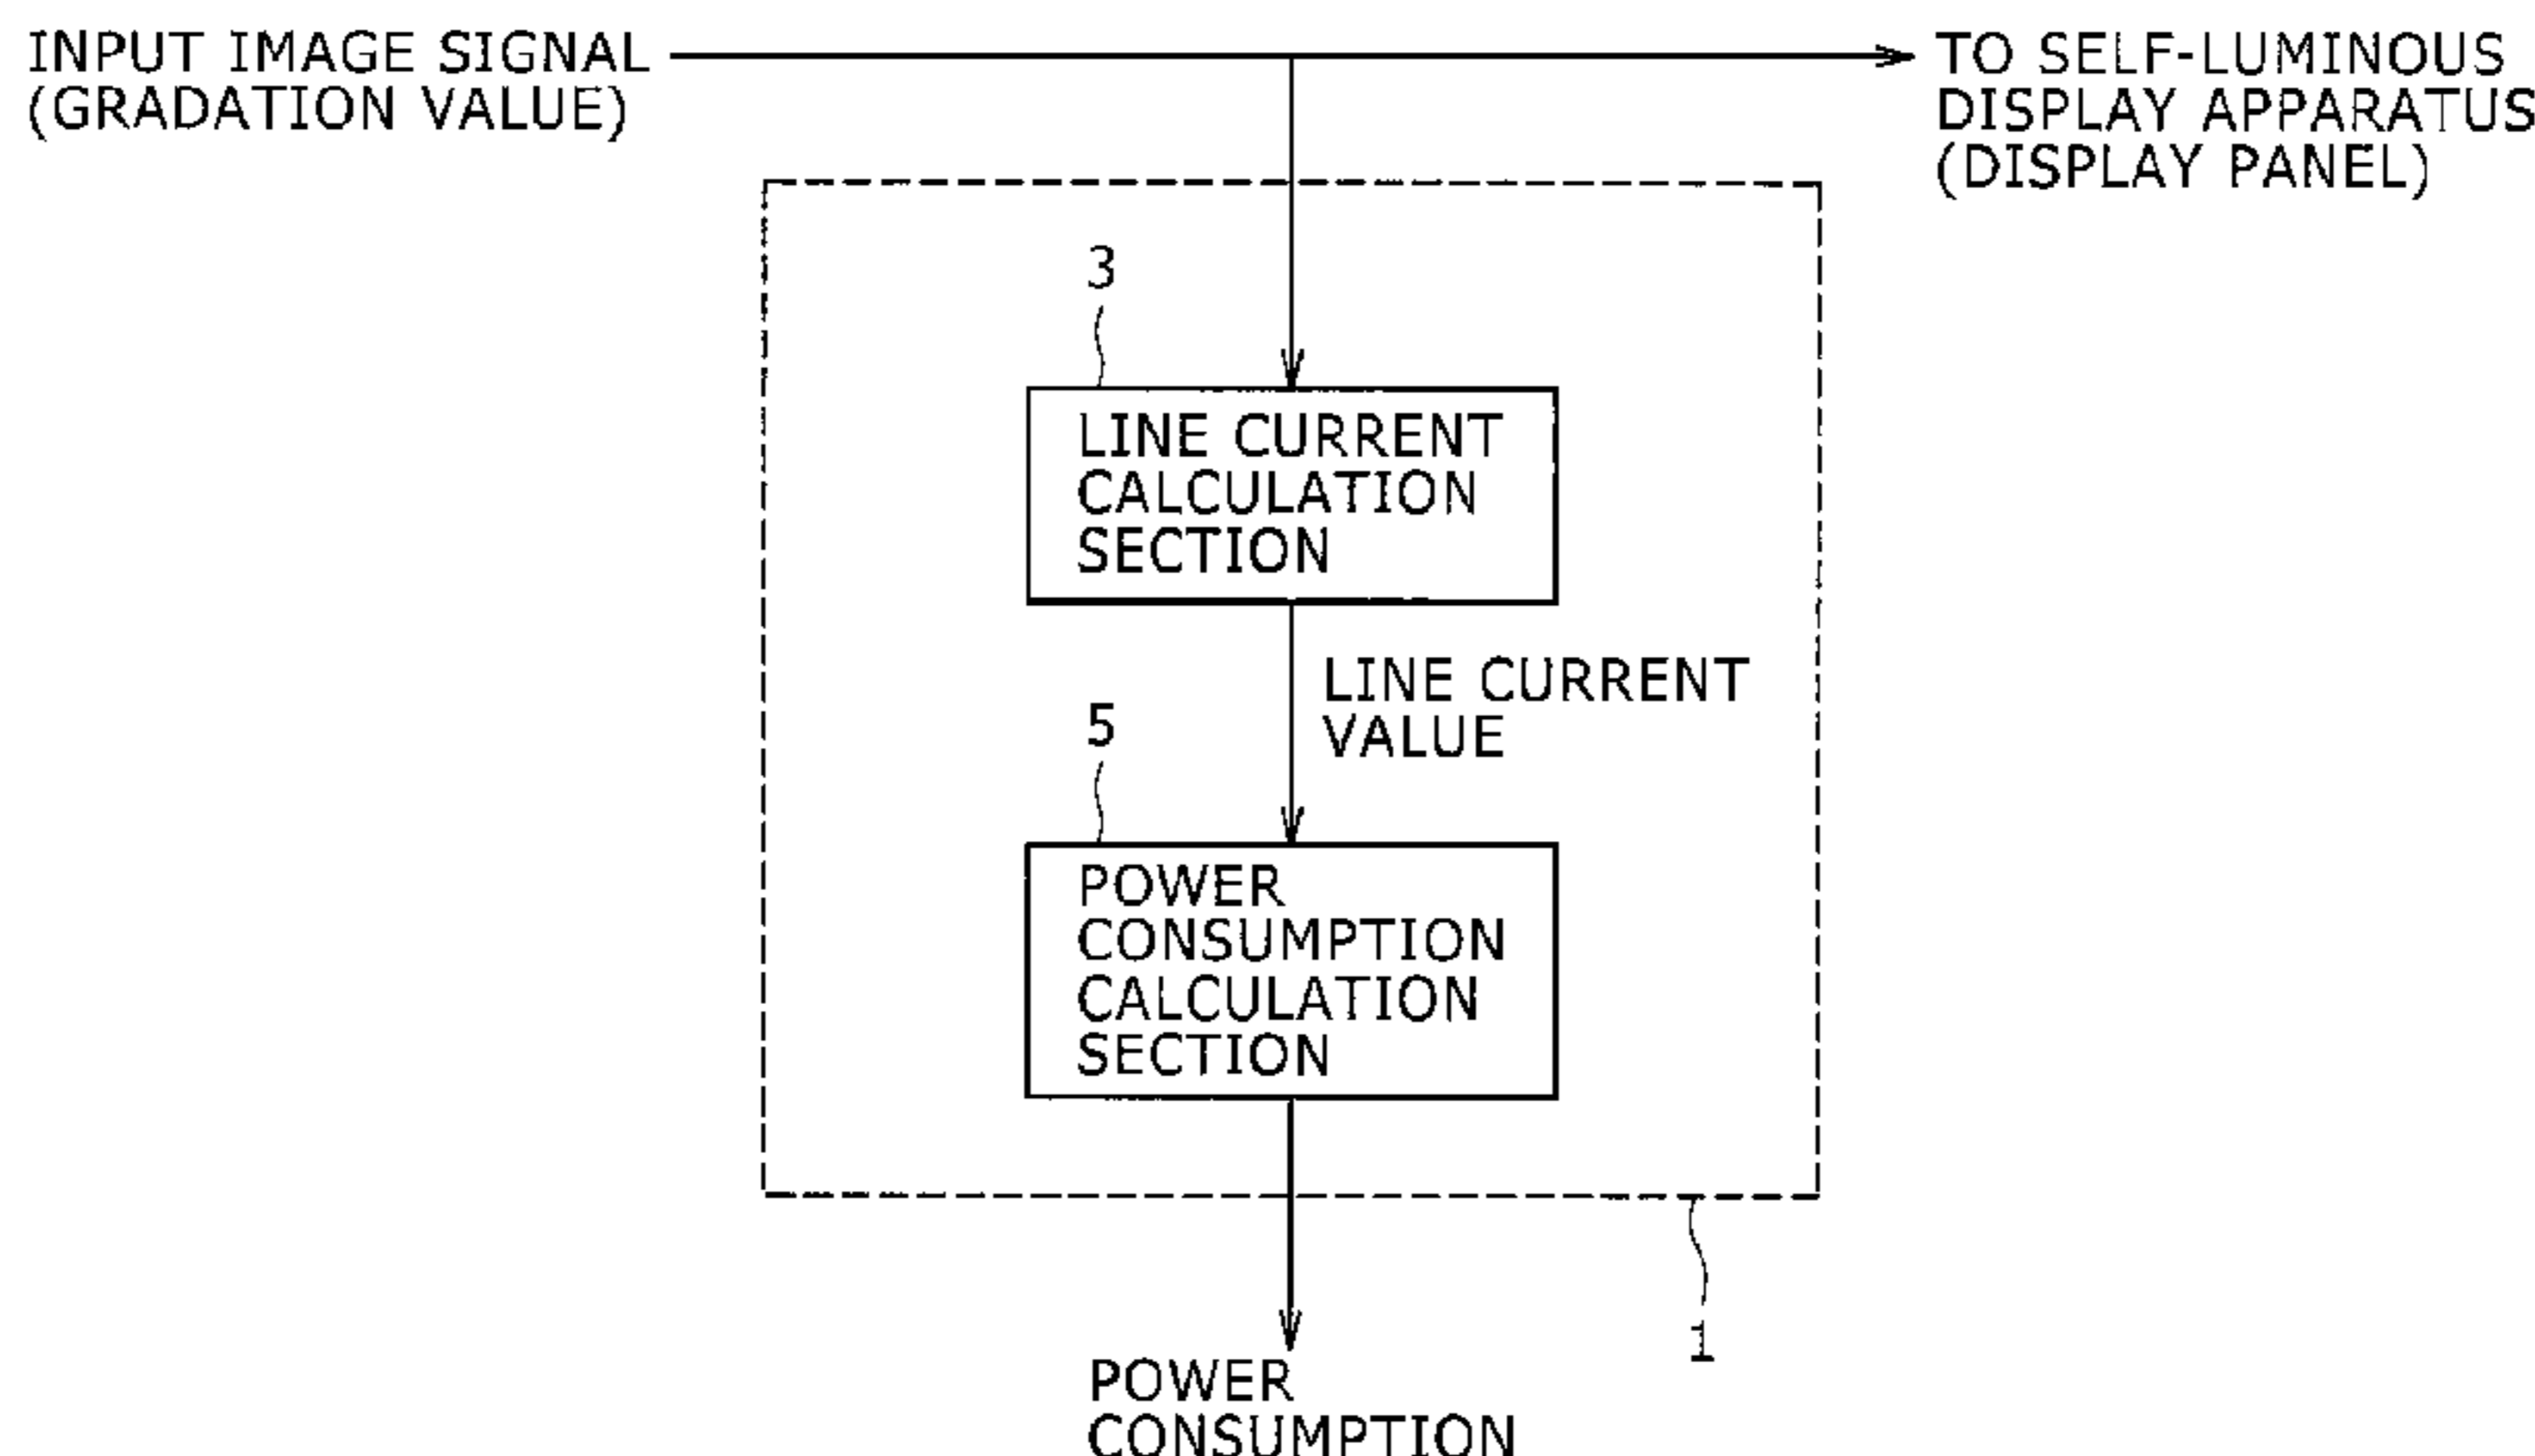 INPUT IMAGE SIGNAL
(GRADATION VALUE)
TO SELF-LUMINOUS
DISPLAY APPARATUS
(DISPLAY PANEL)
3
LINE CURRENT
CALCULATION
SECTION
LINE CURRENT
VALUE
5
POWER
CONSUMPTION
CALCULATION
SECTION
1
POWER
CONSUMPTION